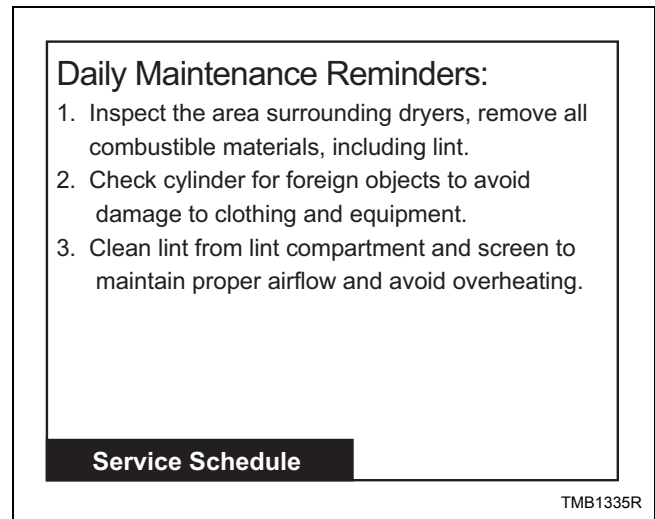 Daily Maintenance Reminders:
1. Inspect the area surrounding dryers, remove all
combustible materials, including lint.
2. Check cylinder for foreign objects to avoid
damage to clothing and equipment.
3. Clean lint from lint compartment and screen to
maintain proper airflow and avoid overheating.
Service Schedule
TMB1335R